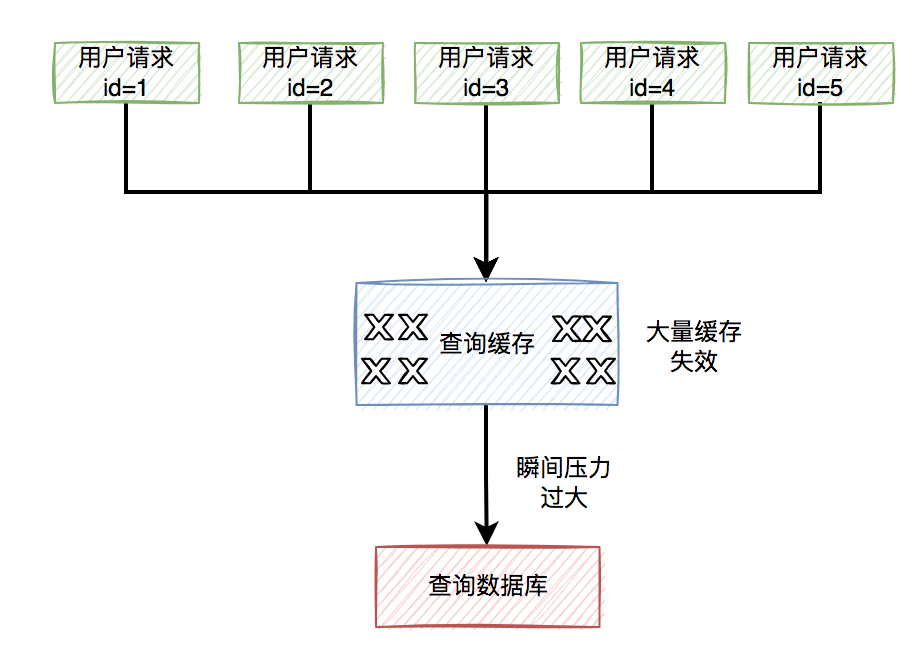 用户请求
id=1
用户请求
id=2
用户请求
id=3
用户请求
id=4
用户请求
id=5
查询缓存
大量缓存
失效
瞬间压力
过大
查询数据库